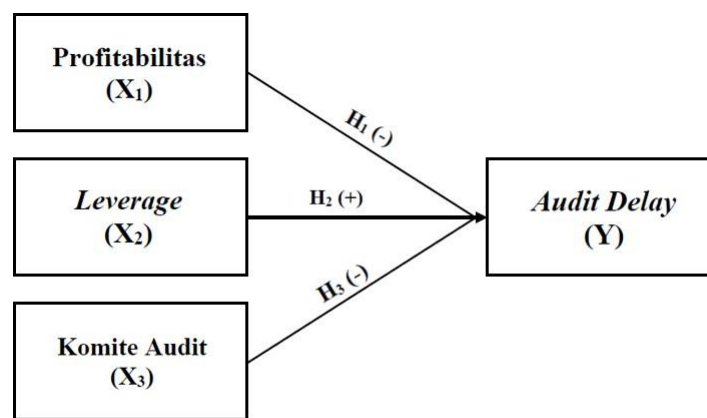 Profitabilitas
(X₁)
H₁ (-)
Leverage
(X₂)
H₂ (+)
Audit Delay
(Y)
H₃ (-)
Komite Audit
(X₃)